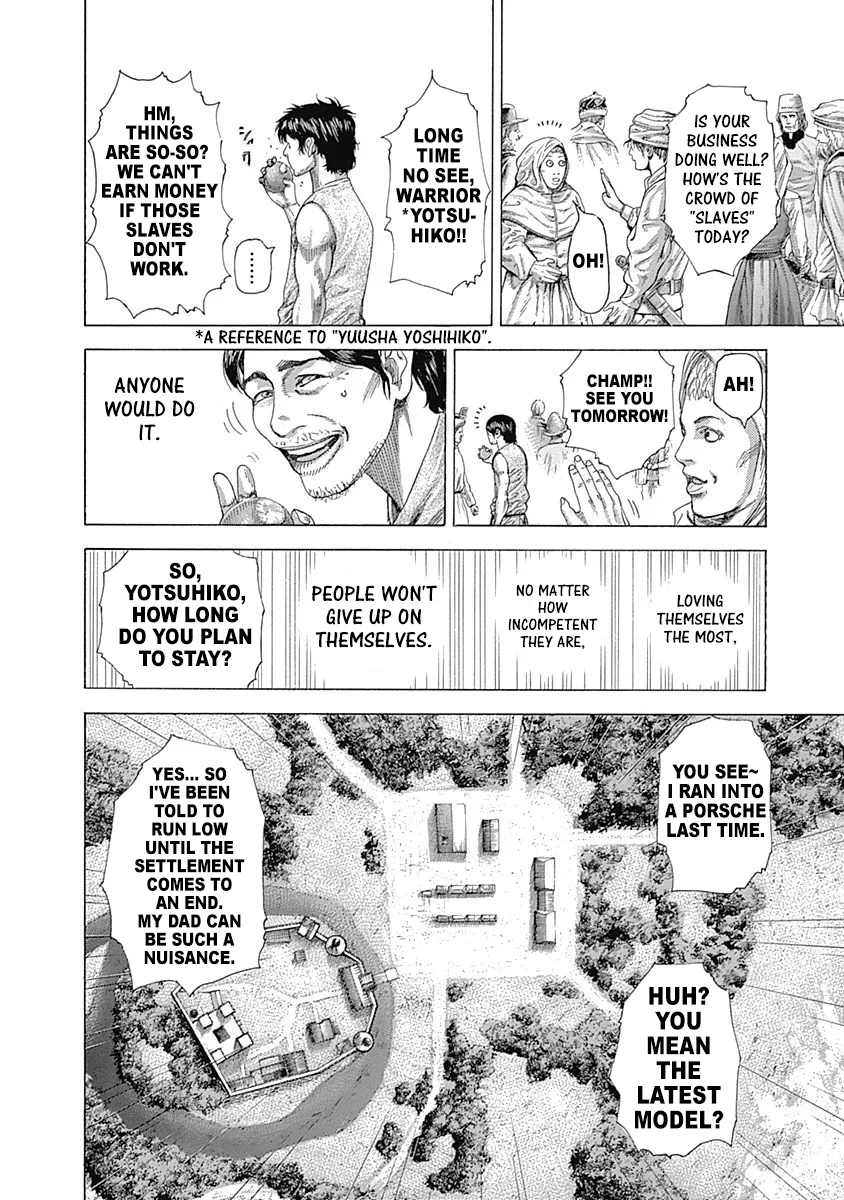 IS YOUR
BUSINESS
DOING WELL?
HOW'S THE
CROWD OF
"SLAVES"
TODAY?
OH!
LONG
TIME
NO SEE,
WARRIOR
*YOTSU-
HIKO!!
HM,
THINGS
ARE SO-SO?
WE CAN'T
EARN MONEY
IF THOSE
SLAVES
DON'T
WORK.
......
*A REFERENCE TO "YUUSHA YOSHIHIKO".
AH!
CHAMP!!
SEE YOU
TOMORROW!
ANYONE
WOULD DO
IT.
LOVING
THEMSELVES
THE MOST,
NO MATTER
HOW
INCOMPETENT
THEY ARE,
PEOPLE WON'T
GIVE UP ON
THEMSELVES.
SO,
YOTSUHIKO,
HOW LONG
DO YOU PLAN
TO STAY?
YOU SEE~
I RAN INTO
A PORSCHE
LAST TIME.
HUH?
YOU
MEAN
THE
LATEST
MODEL?
YES... SO
I'VE BEEN
TOLD TO
RUN LOW
UNTIL THE
SETTLEMENT
COMES TO
AN END.
MY DAD CAN
BE SUCH A
NUISANCE.